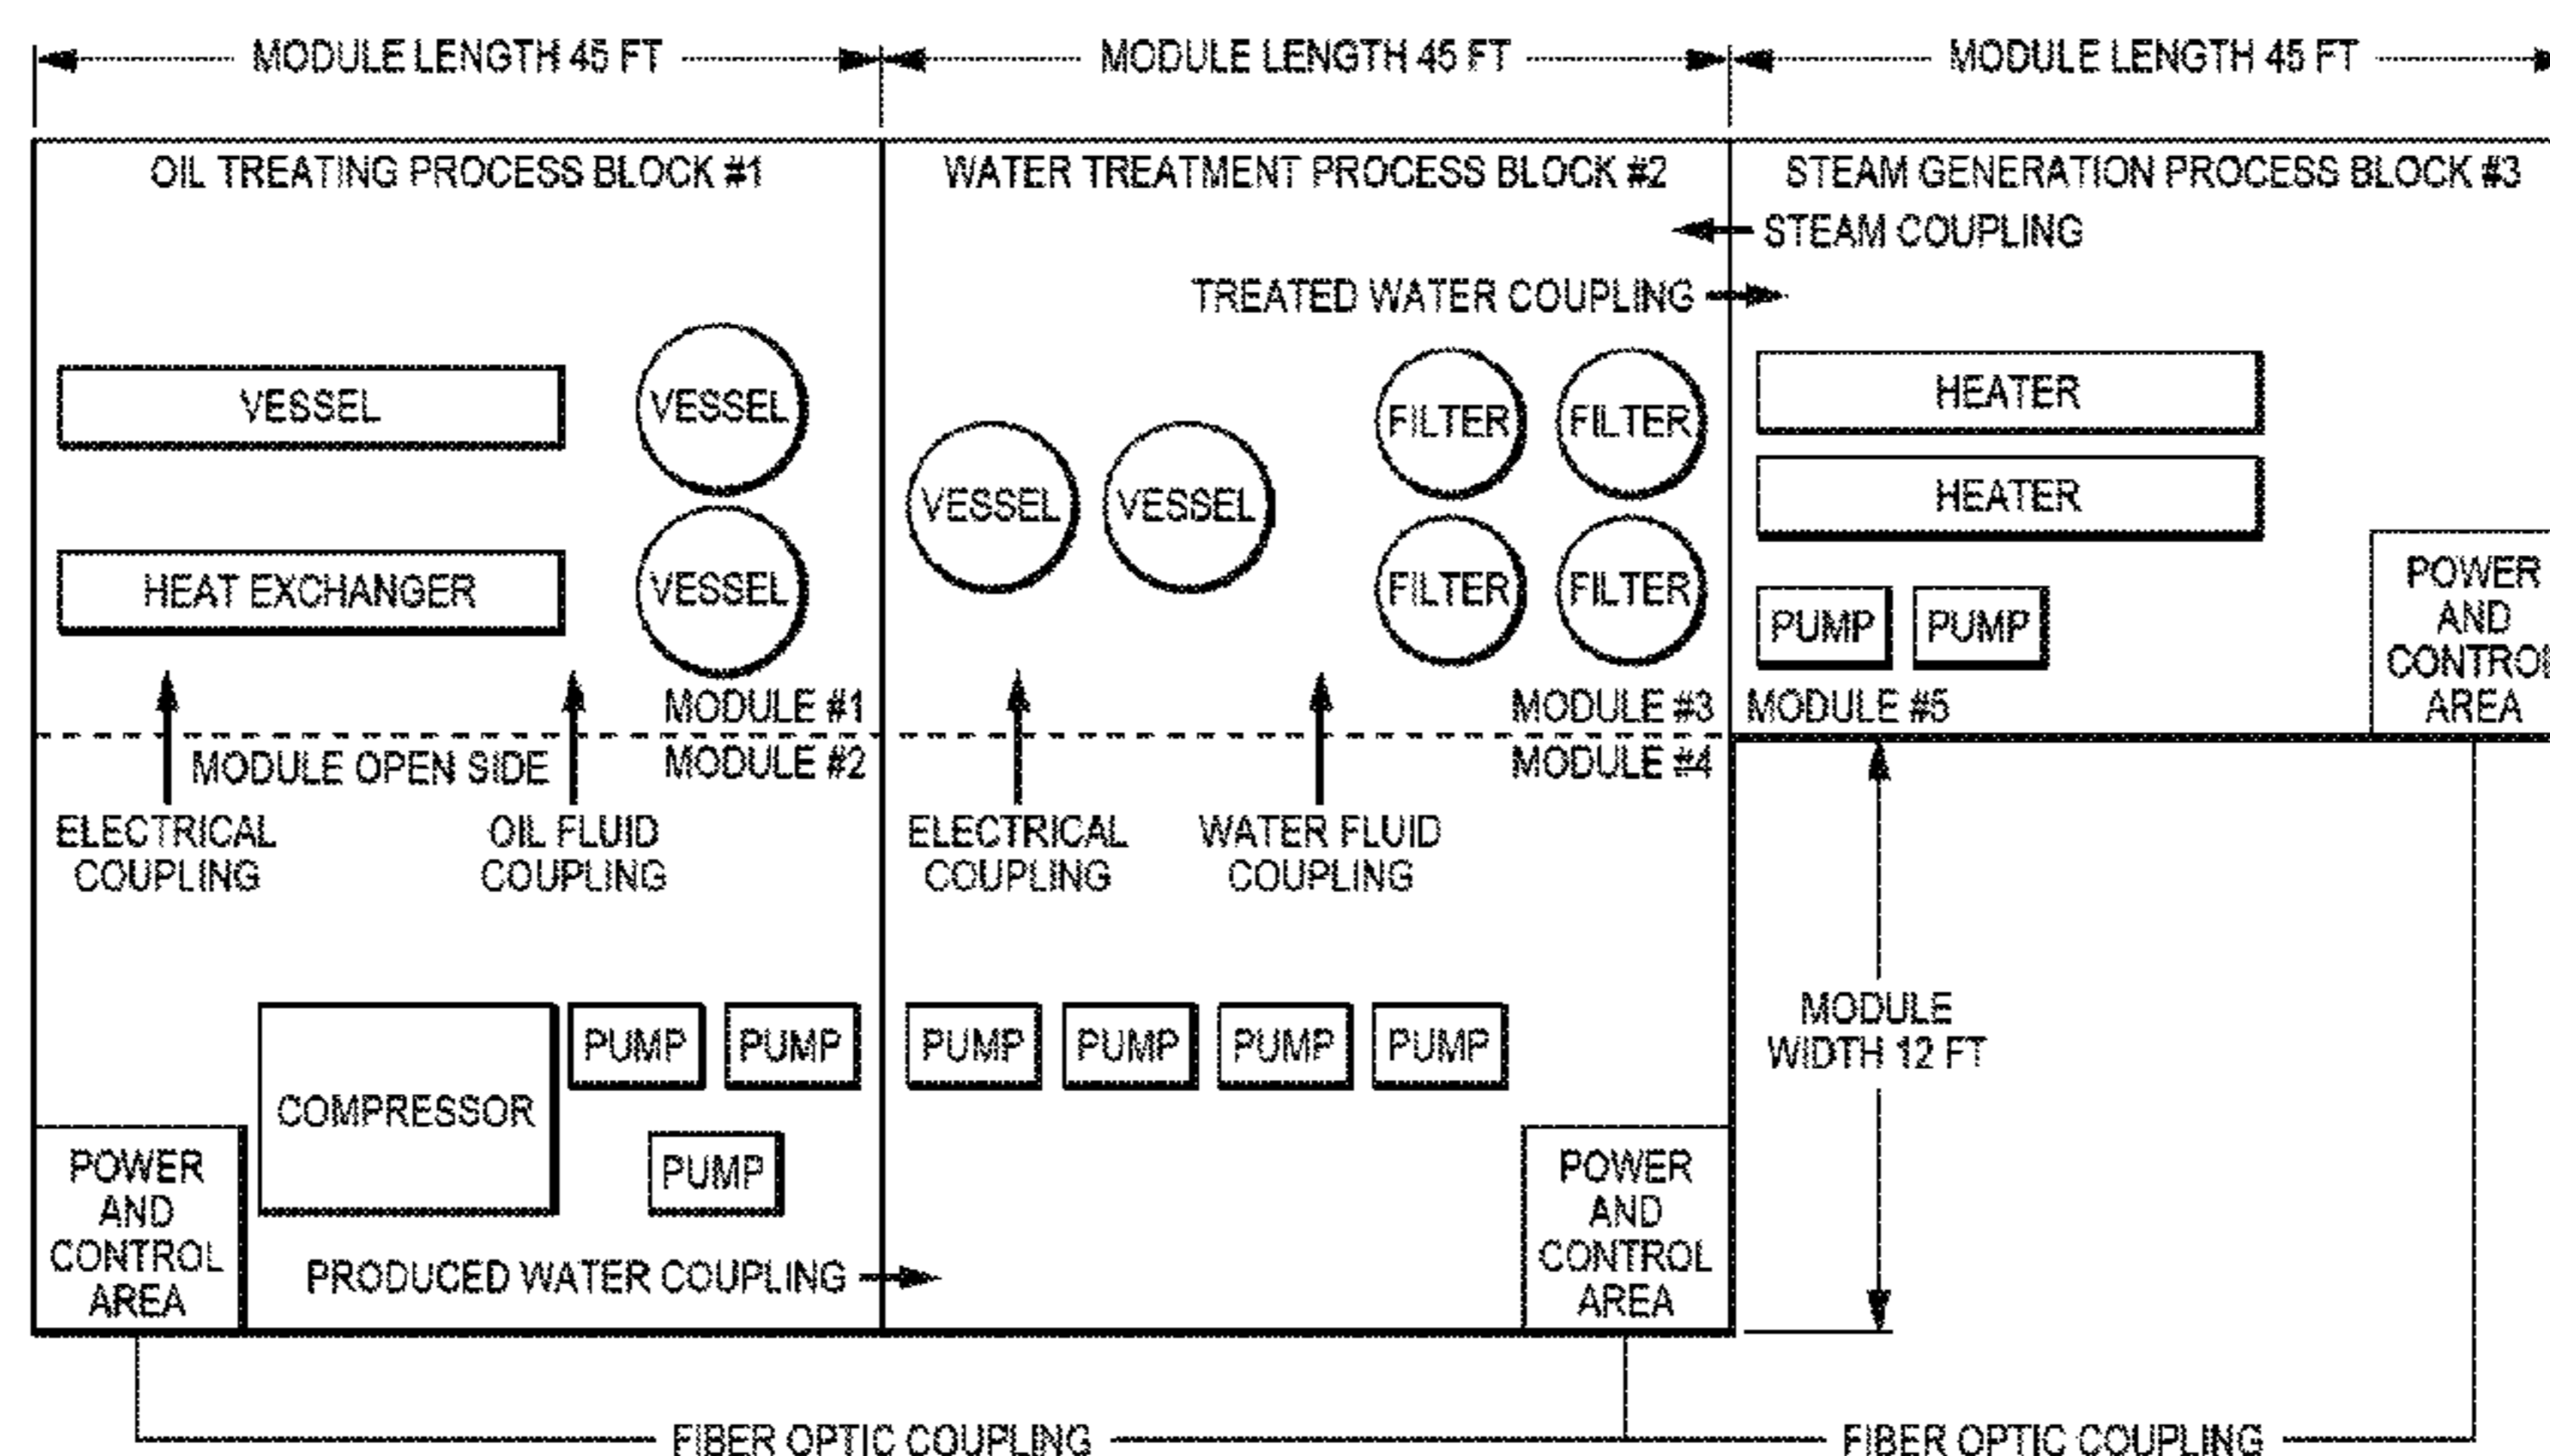 MODULE LENGTH 45 FT
MODULE LENGTH 45 FT
MODULE LENGTH 45 FT
OIL TREATING PROCESS BLOCK #1
WATER TREATMENT PROCESS BLOCK #2
STEAM GENERATION PROCESS BLOCK #3
STEAM COUPLING
TREATED WATER COUPLING
VESSEL
VESSEL
HEAT EXCHANGER
VESSEL
VESSEL
VESSEL
FILTER
FILTER
FILTER
FILTER
HEATER
HEATER
PUMP
PUMP
POWER
AND
CONTROL
AREA
MODULE #1
MODULE #3
MODULE #5
MODULE OPEN SIDE
MODULE #2
MODULE #4
ELECTRICAL
COUPLING
OIL FLUID
COUPLING
ELECTRICAL
COUPLING
WATER FLUID
COUPLING
MODULE
WIDTH 12 FT
COMPRESSOR
PUMP
PUMP
PUMP
PUMP
PUMP
PUMP
PUMP
POWER
AND
CONTROL
AREA
POWER
AND
CONTROL
AREA
PRODUCED WATER COUPLING
FIBER OPTIC COUPLING
FIBER OPTIC COUPLING